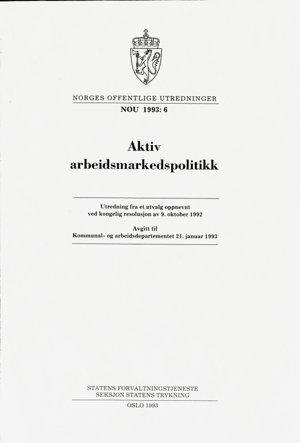 NORGES OFFENTLIGE UTREDNINGER
NOU 1993: 6
Aktiv
arbeidsmarkedspolitikk
Utredning fra et utvalg oppnevnt
ved kongelig resolusjon av 9. oktober 1992
Avgitt til
Kommunal- og arbeidsdepartementet 21. januar 1993
STATENS FORVALTNINGSTJENESTE
SEKSJON STATENS TRYKNING
OSLO 1993